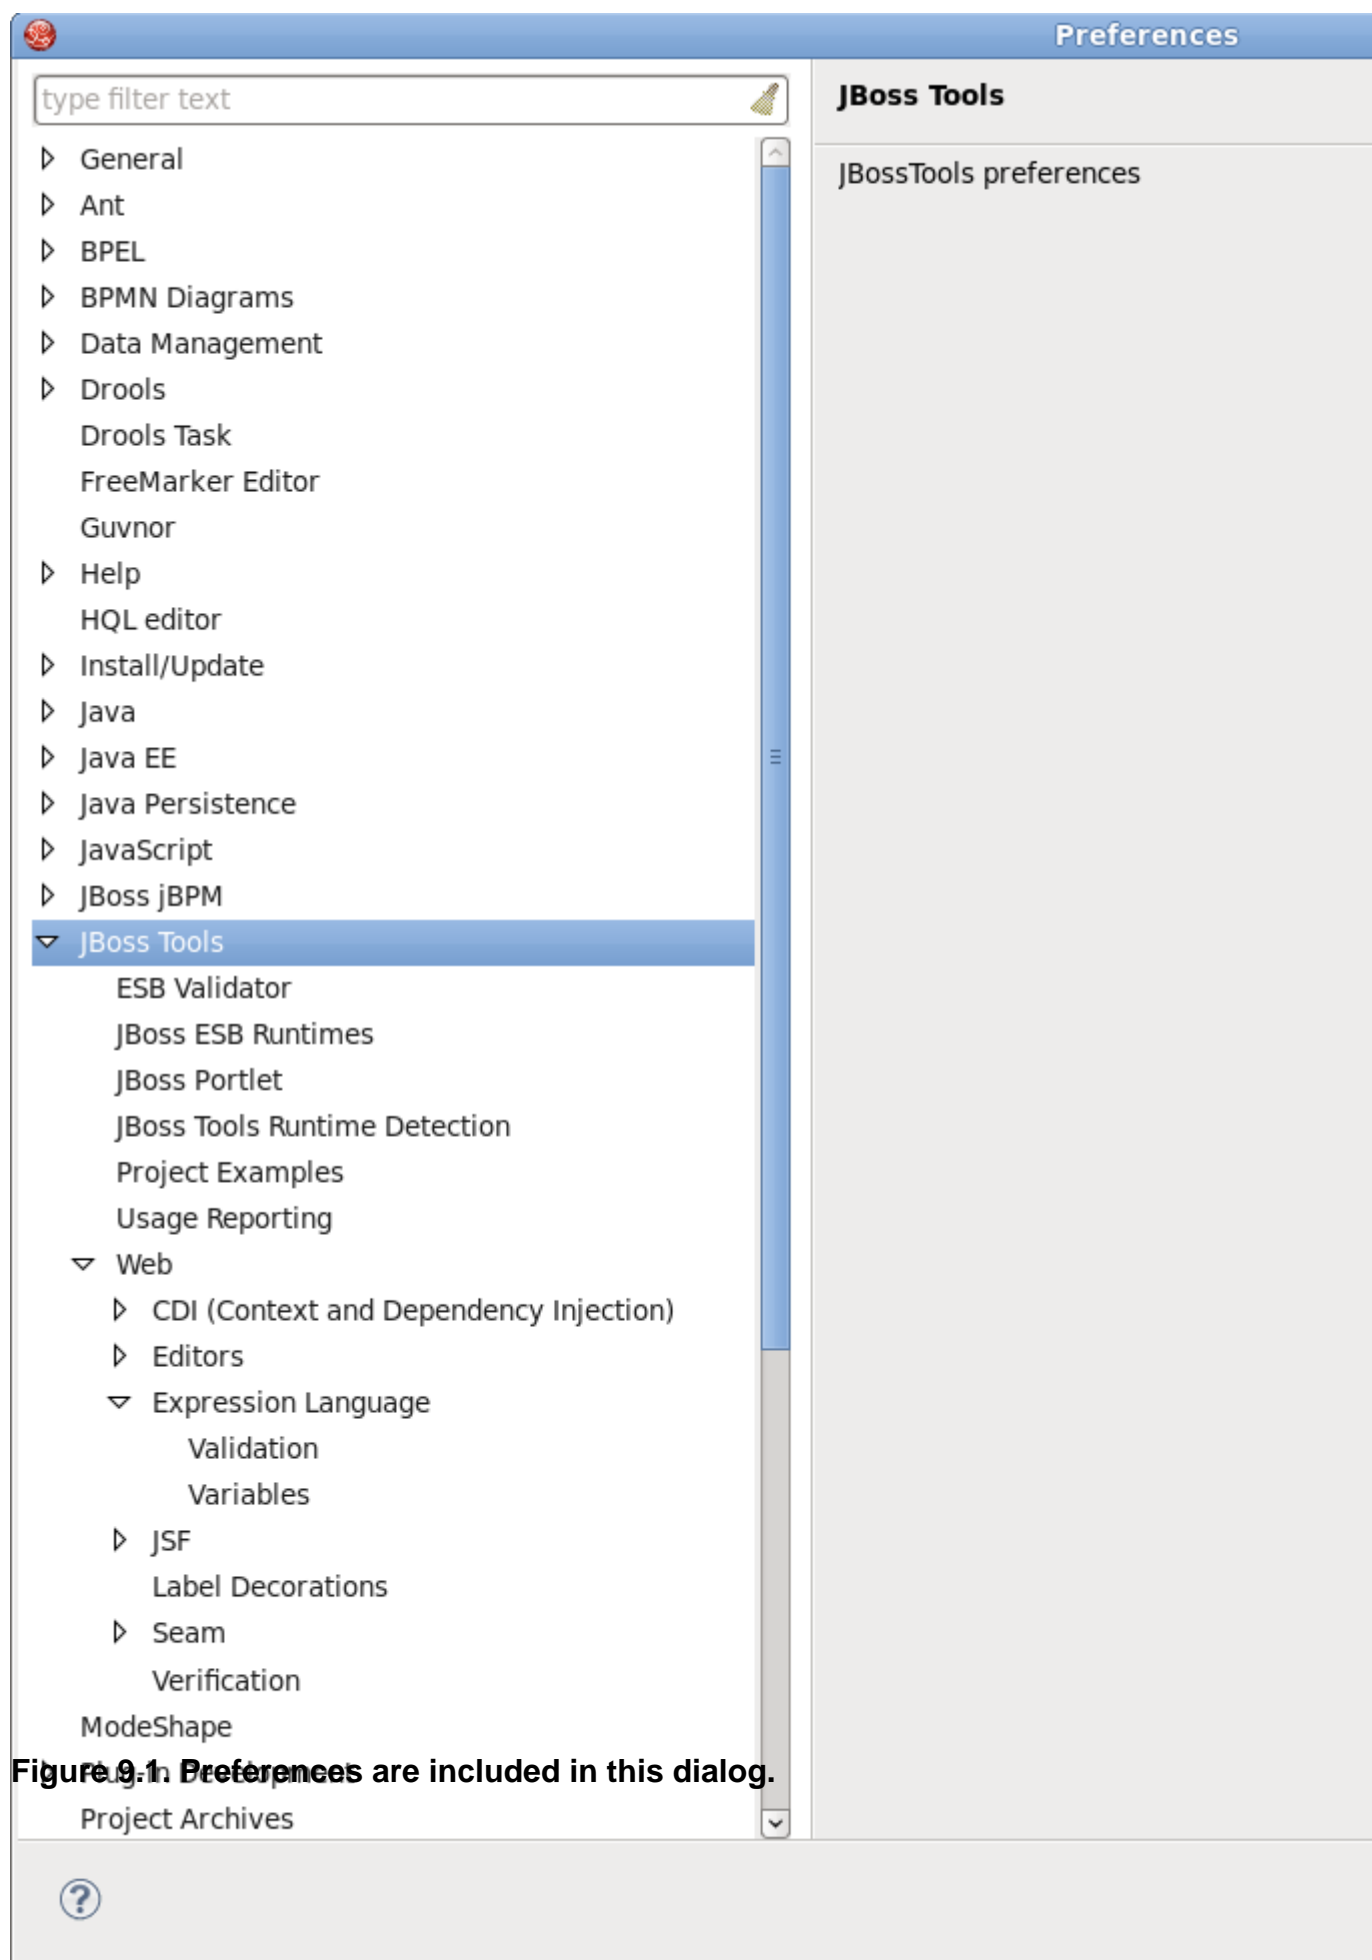 Preferences
type filter text
JBoss Tools
JBossTools preferences
General
Ant
BPEL
BPMN Diagrams
Data Management
Drools
Drools Task
FreeMarker Editor
Guvnor
Help
HQL editor
Install/Update
Java
Java EE
Java Persistence
JavaScript
JBoss jBPM
JBoss Tools
ESB Validator
JBoss ESB Runtimes
JBoss Portlet
JBoss Tools Runtime Detection
Project Examples
Usage Reporting
Web
CDI (Context and Dependency Injection)
Editors
Expression Language
Validation
Variables
JSF
Label Decorations
Seam
Verification
ModeShape
Plug-in Development
Figure 9.1. Preferences are included in this dialog.
Project Archives
?